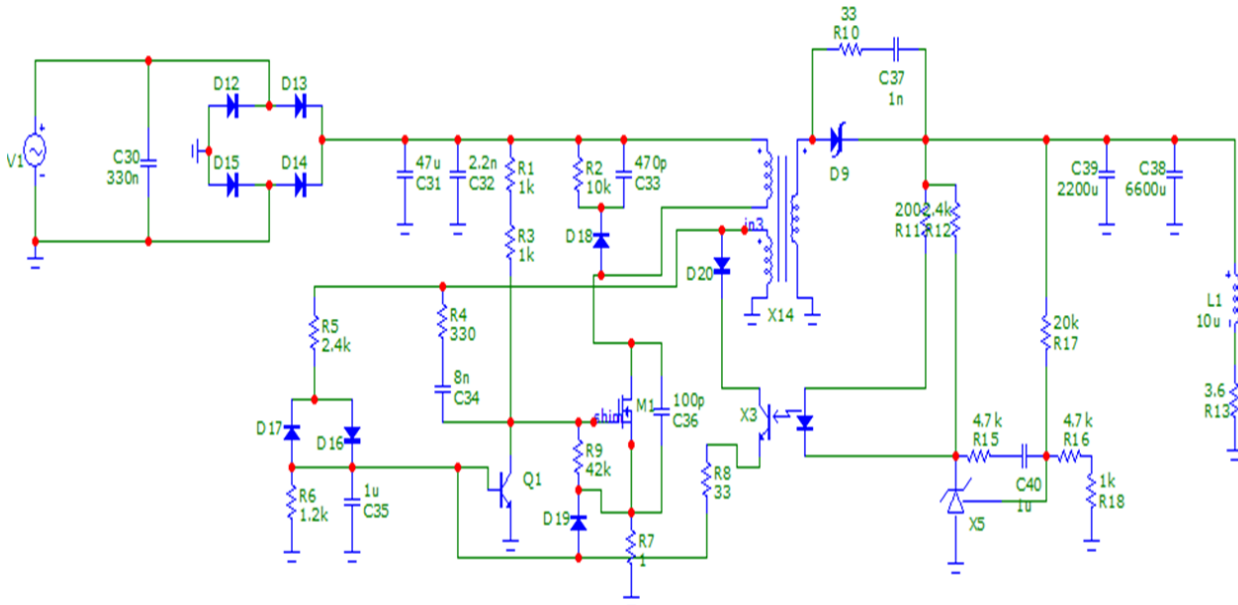 33
R10
C37
1n
D12
D13
V1
C30
330n
D15
D14
47u
C31
2.2n
C32
R1
1k
R2
10k
470p
C33
D9
C39
2200u
C38
6600u
R3
1k
D18
in3
D20
200
R11
2.4k
R12
X14
L1
10u
R5
2.4k
R4
330
20k
R17
8n
C34
M1
100p
C36
shim
X3
3.6
R13
D17
D16
R9
42k
4.7k
R15
4.7k
R16
C40
1u
R6
1.2k
1u
C35
Q1
D19
R8
33
X5
1k
R18
R7
1